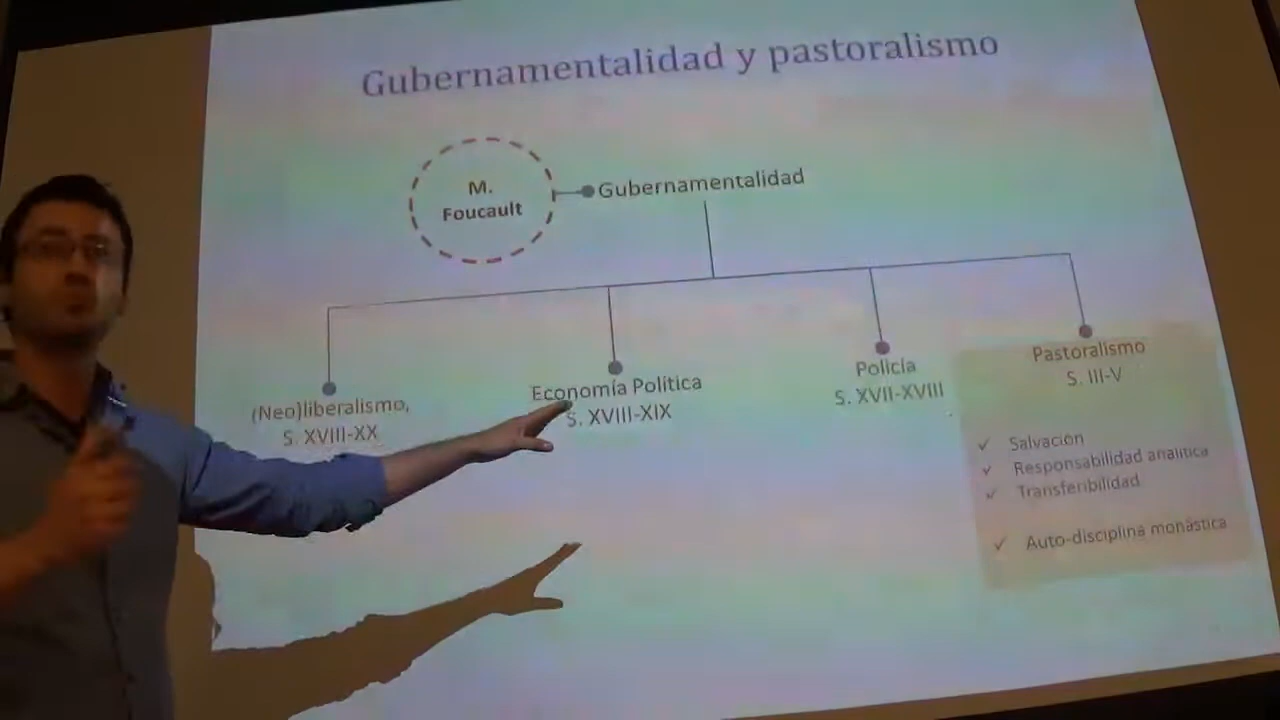 Gubernamentalidad y pastoralismo
M.
Foucault
Gubernamentalidad
(Neo)liberalismo,
S. XVIII-XX
Economía Política
S. XVIII-XIX
Policía
S. XVII-XVIII
Pastoralismo
S. III-V
✓ Salvación
✓ Responsabilidad analítica
✓ Transferibilidad
✓ Auto-disciplina monástica